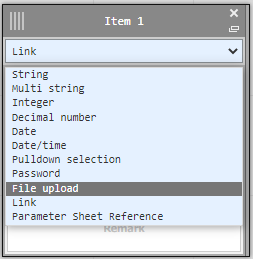 Item 1
Link
String
Multi string
Integer
Decimal number
Date
Date/time
Pulldown selection
Password
File upload
Link
Parameter Sheet Reference
Remark